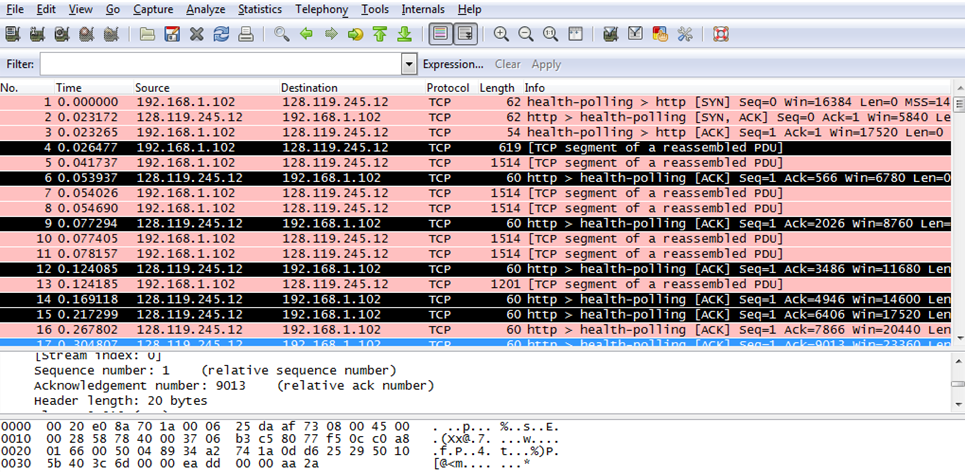 File Edit View Go Capture Analyze Statistics Telephony Tools Internals Help
Filter: Expression... Clear Apply
No. Time Source Destination Protocol Length Info
1 0.000000 192.168.1.102 128.119.245.12 TCP 62 health-polling > http [SYN] Seq=0 Win=16384 Len=0 MSS=14
2 0.023172 128.119.245.12 192.168.1.102 TCP 62 http > health-polling [SYN, ACK] Seq=0 Ack=1 Win=5840 Le
3 0.023265 192.168.1.102 128.119.245.12 TCP 54 health-polling > http [ACK] Seq=1 Ack=1 Win=17520 Len=0
4 0.026477 192.168.1.102 128.119.245.12 TCP 619 [TCP segment of a reassembled PDU]
5 0.041737 192.168.1.102 128.119.245.12 TCP 1514 [TCP segment of a reassembled PDU]
6 0.053937 128.119.245.12 192.168.1.102 TCP 60 http > health-polling [ACK] Seq=1 Ack=566 Win=6780 Len=0
7 0.054026 192.168.1.102 128.119.245.12 TCP 1514 [TCP segment of a reassembled PDU]
8 0.054690 192.168.1.102 128.119.245.12 TCP 1514 [TCP segment of a reassembled PDU]
9 0.077294 128.119.245.12 192.168.1.102 TCP 60 http > health-polling [ACK] Seq=1 Ack=2026 Win=8760 Len=
10 0.077405 192.168.1.102 128.119.245.12 TCP 1514 [TCP segment of a reassembled PDU]
11 0.078157 192.168.1.102 128.119.245.12 TCP 1514 [TCP segment of a reassembled PDU]
12 0.124085 128.119.245.12 192.168.1.102 TCP 60 http > health-polling [ACK] Seq=1 Ack=3486 Win=11680 Len
13 0.124185 192.168.1.102 128.119.245.12 TCP 1201 [TCP segment of a reassembled PDU]
14 0.169118 128.119.245.12 192.168.1.102 TCP 60 http > health-polling [ACK] Seq=1 Ack=4946 Win=14600 Len
15 0.217299 128.119.245.12 192.168.1.102 TCP 60 http > health-polling [ACK] Seq=1 Ack=6406 Win=17520 Len
16 0.267802 128.119.245.12 192.168.1.102 TCP 60 http > health-polling [ACK] Seq=1 Ack=7866 Win=20440 Len
17 0.304807 128.119.245.12 192.168.1.102 TCP 60 http > health-polling [ACK] Seq=1 Ack=9013 Win=23360 Len
[Stream index: 0]
Sequence number: 1 (relative sequence number)
Acknowledgement number: 9013 (relative ack number)
Header length: 20 bytes
0000 00 20 e0 8a 70 1a 00 06 25 da af 73 08 00 45 00 . ..p... %..s..E.
0010 00 28 58 78 40 00 37 06 b3 c5 80 77 f5 0c c0 a8 .(Xx@.7. ...w....
0020 01 66 00 50 04 89 34 a2 74 1a 0d d6 25 29 50 10 .f.P..4. t...%)P.
0030 5b 40 3c 6d 00 00 ea dd 00 00 aa 2a [@<m.... ...*